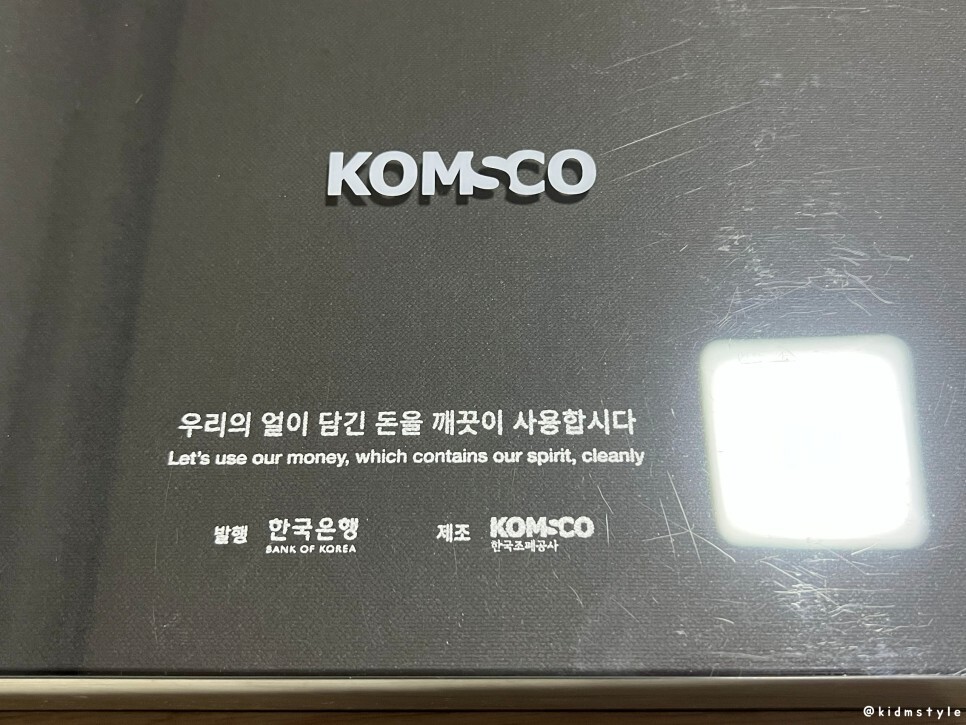 KOMSCO
우리의 얼이 담긴 돈을 깨끗이 사용합시다
Let's use our money, which contains our spirit, cleanly
발행 한국은행 제조 KOMSCO
BANK OF KOREA 한국조폐공사
@kidmstyle